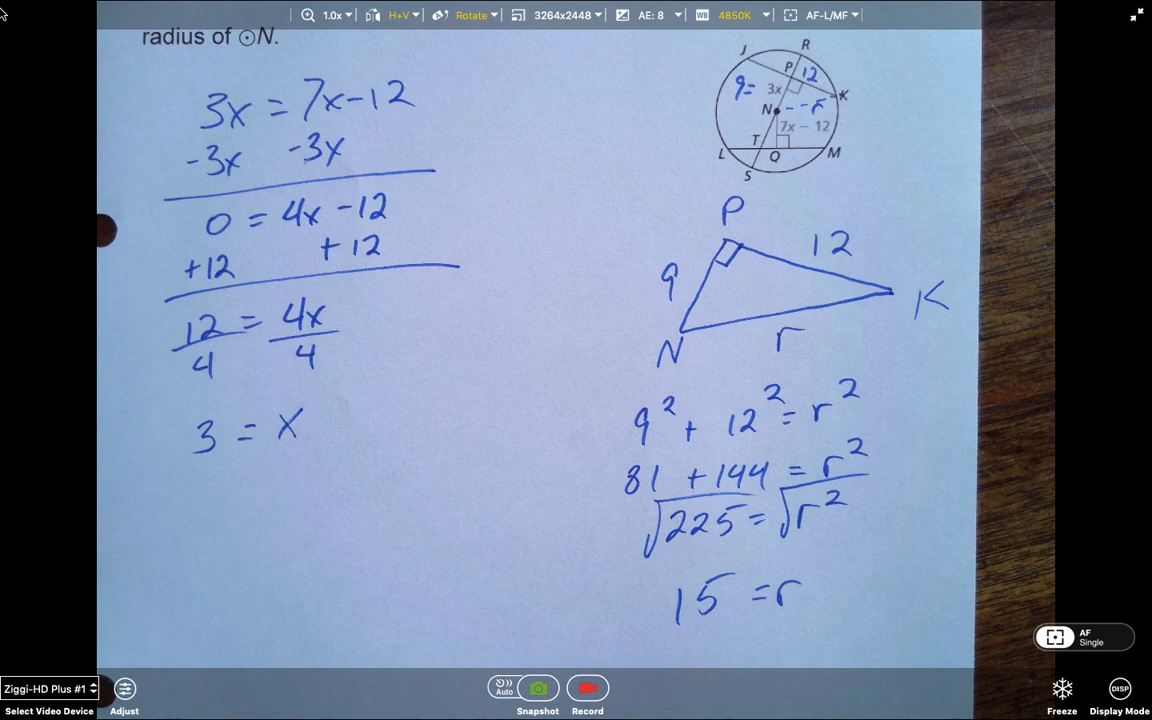 1.0x H+V Rotate 3264x2448 AE: 8 WB 4850K AF-L/MF
radius of ⊙N.
3x = 7x-12
-3x -3x
0 = 4x -12
+12 +12
12 = 4x
4 4
3 = x
J R
P 12
9= 3x K
N r
7x − 12
T
L Q M
S
P
12
9
K
N r
9² + 12² = r²
81 + 144 = r²
√225 = √r²
15 = r
AF
Single
Ziggi-HD Plus #1
Auto
DISP
Select Video Device Adjust Snapshot Record Freeze Display Mode